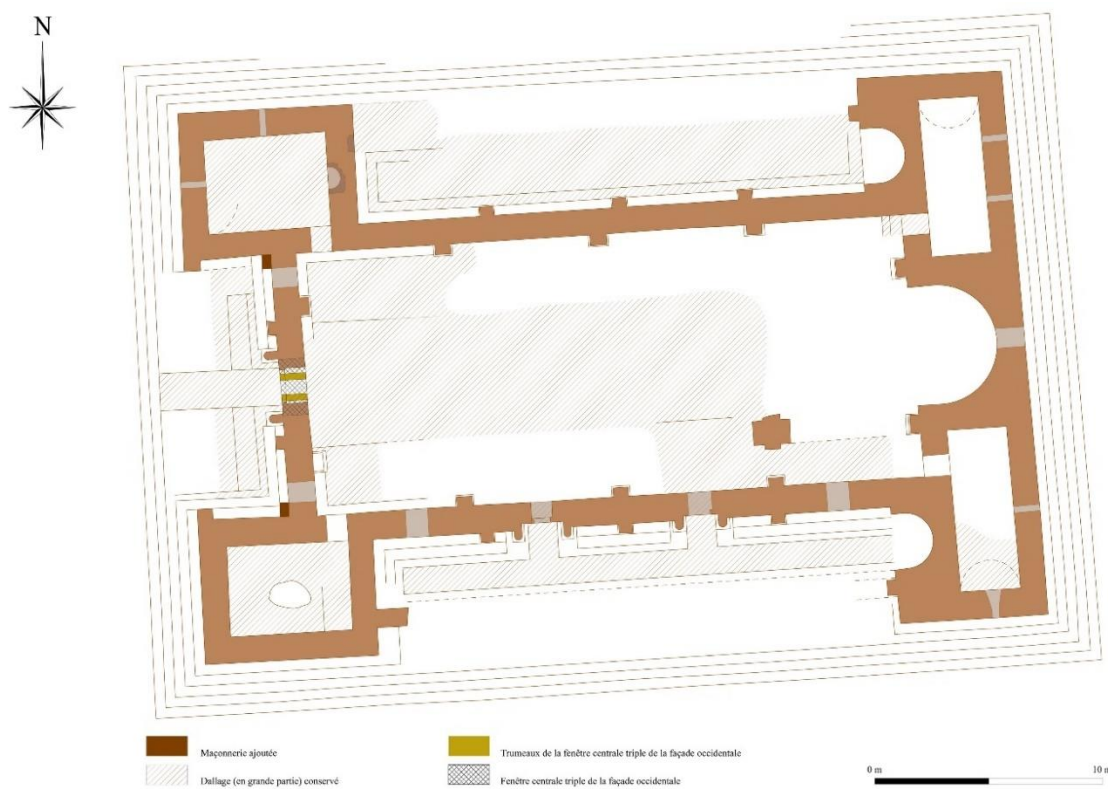 N
Maçonnerie ajoutée
Trumeaux de la fenêtre centrale triple de la façade occidentale
Dallage (en grande partie) conservé
Fenêtre centrale triple de la façade occidentale
0 m
10 m